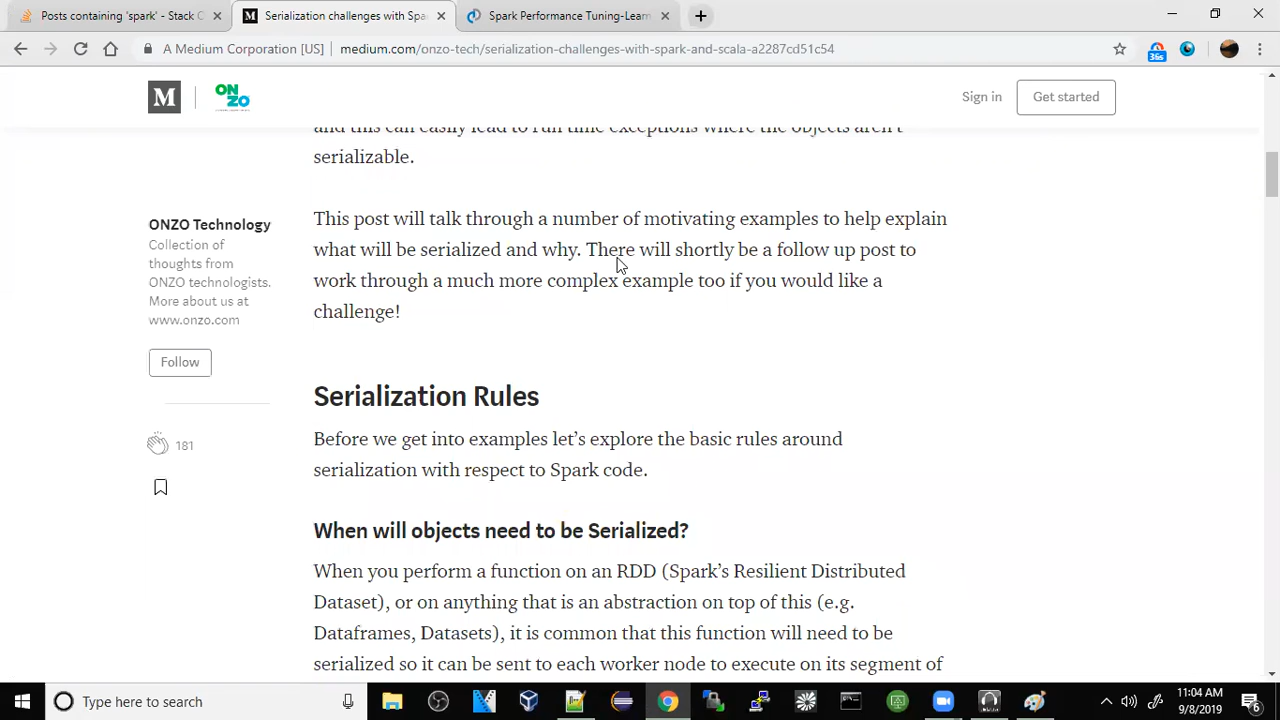 Posts containing 'spark' - Stack O
Serialization challenges with Spa
Spark Performance Tuning-Learn
A Medium Corporation [US] | medium.com/onzo-tech/serialization-challenges-with-spark-and-scala-a2287cd51c54
36s
M
ON
ZO
Sign in
Get started
and this can easily lead to run time exceptions where the objects aren't
serializable.
ONZO Technology
Collection of
thoughts from
ONZO technologists.
More about us at
www.onzo.com
Follow
181
This post will talk through a number of motivating examples to help explain
what will be serialized and why. There will shortly be a follow up post to
work through a much more complex example too if you would like a
challenge!
Serialization Rules
Before we get into examples let's explore the basic rules around
serialization with respect to Spark code.
When will objects need to be Serialized?
When you perform a function on an RDD (Spark's Resilient Distributed
Dataset), or on anything that is an abstraction on top of this (e.g.
Dataframes, Datasets), it is common that this function will need to be
serialized so it can be sent to each worker node to execute on its segment of
Type here to search
11:04 AM
9/8/2019
6